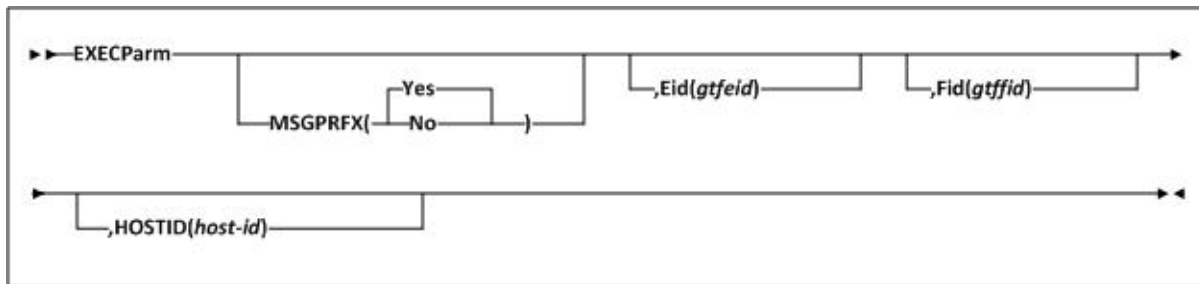 EXECParm
MSGPRFX( Yes No )
,Eid(gtfeid)
,Fid(gtffid)
,HOSTID(host-id)